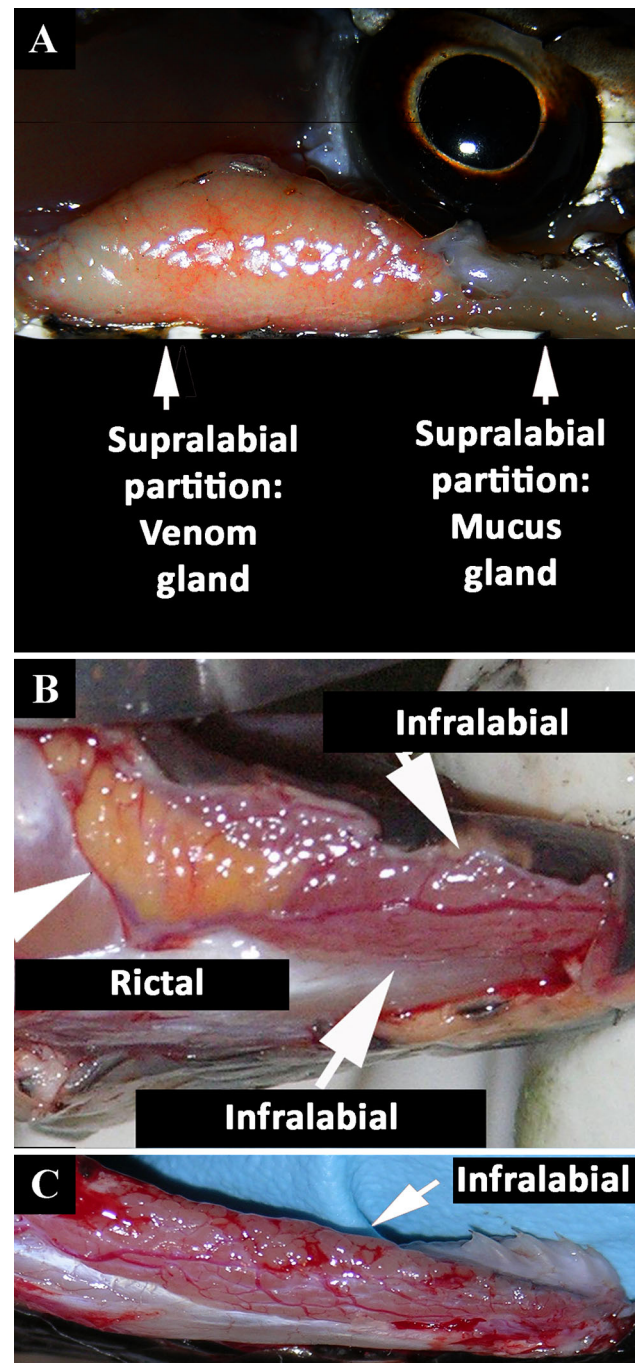 A
Supralabial
partition:
Venom
gland
Supralabial
partition:
Mucus
gland
B
Infralabial
Rictal
Infralabial
C
Infralabial